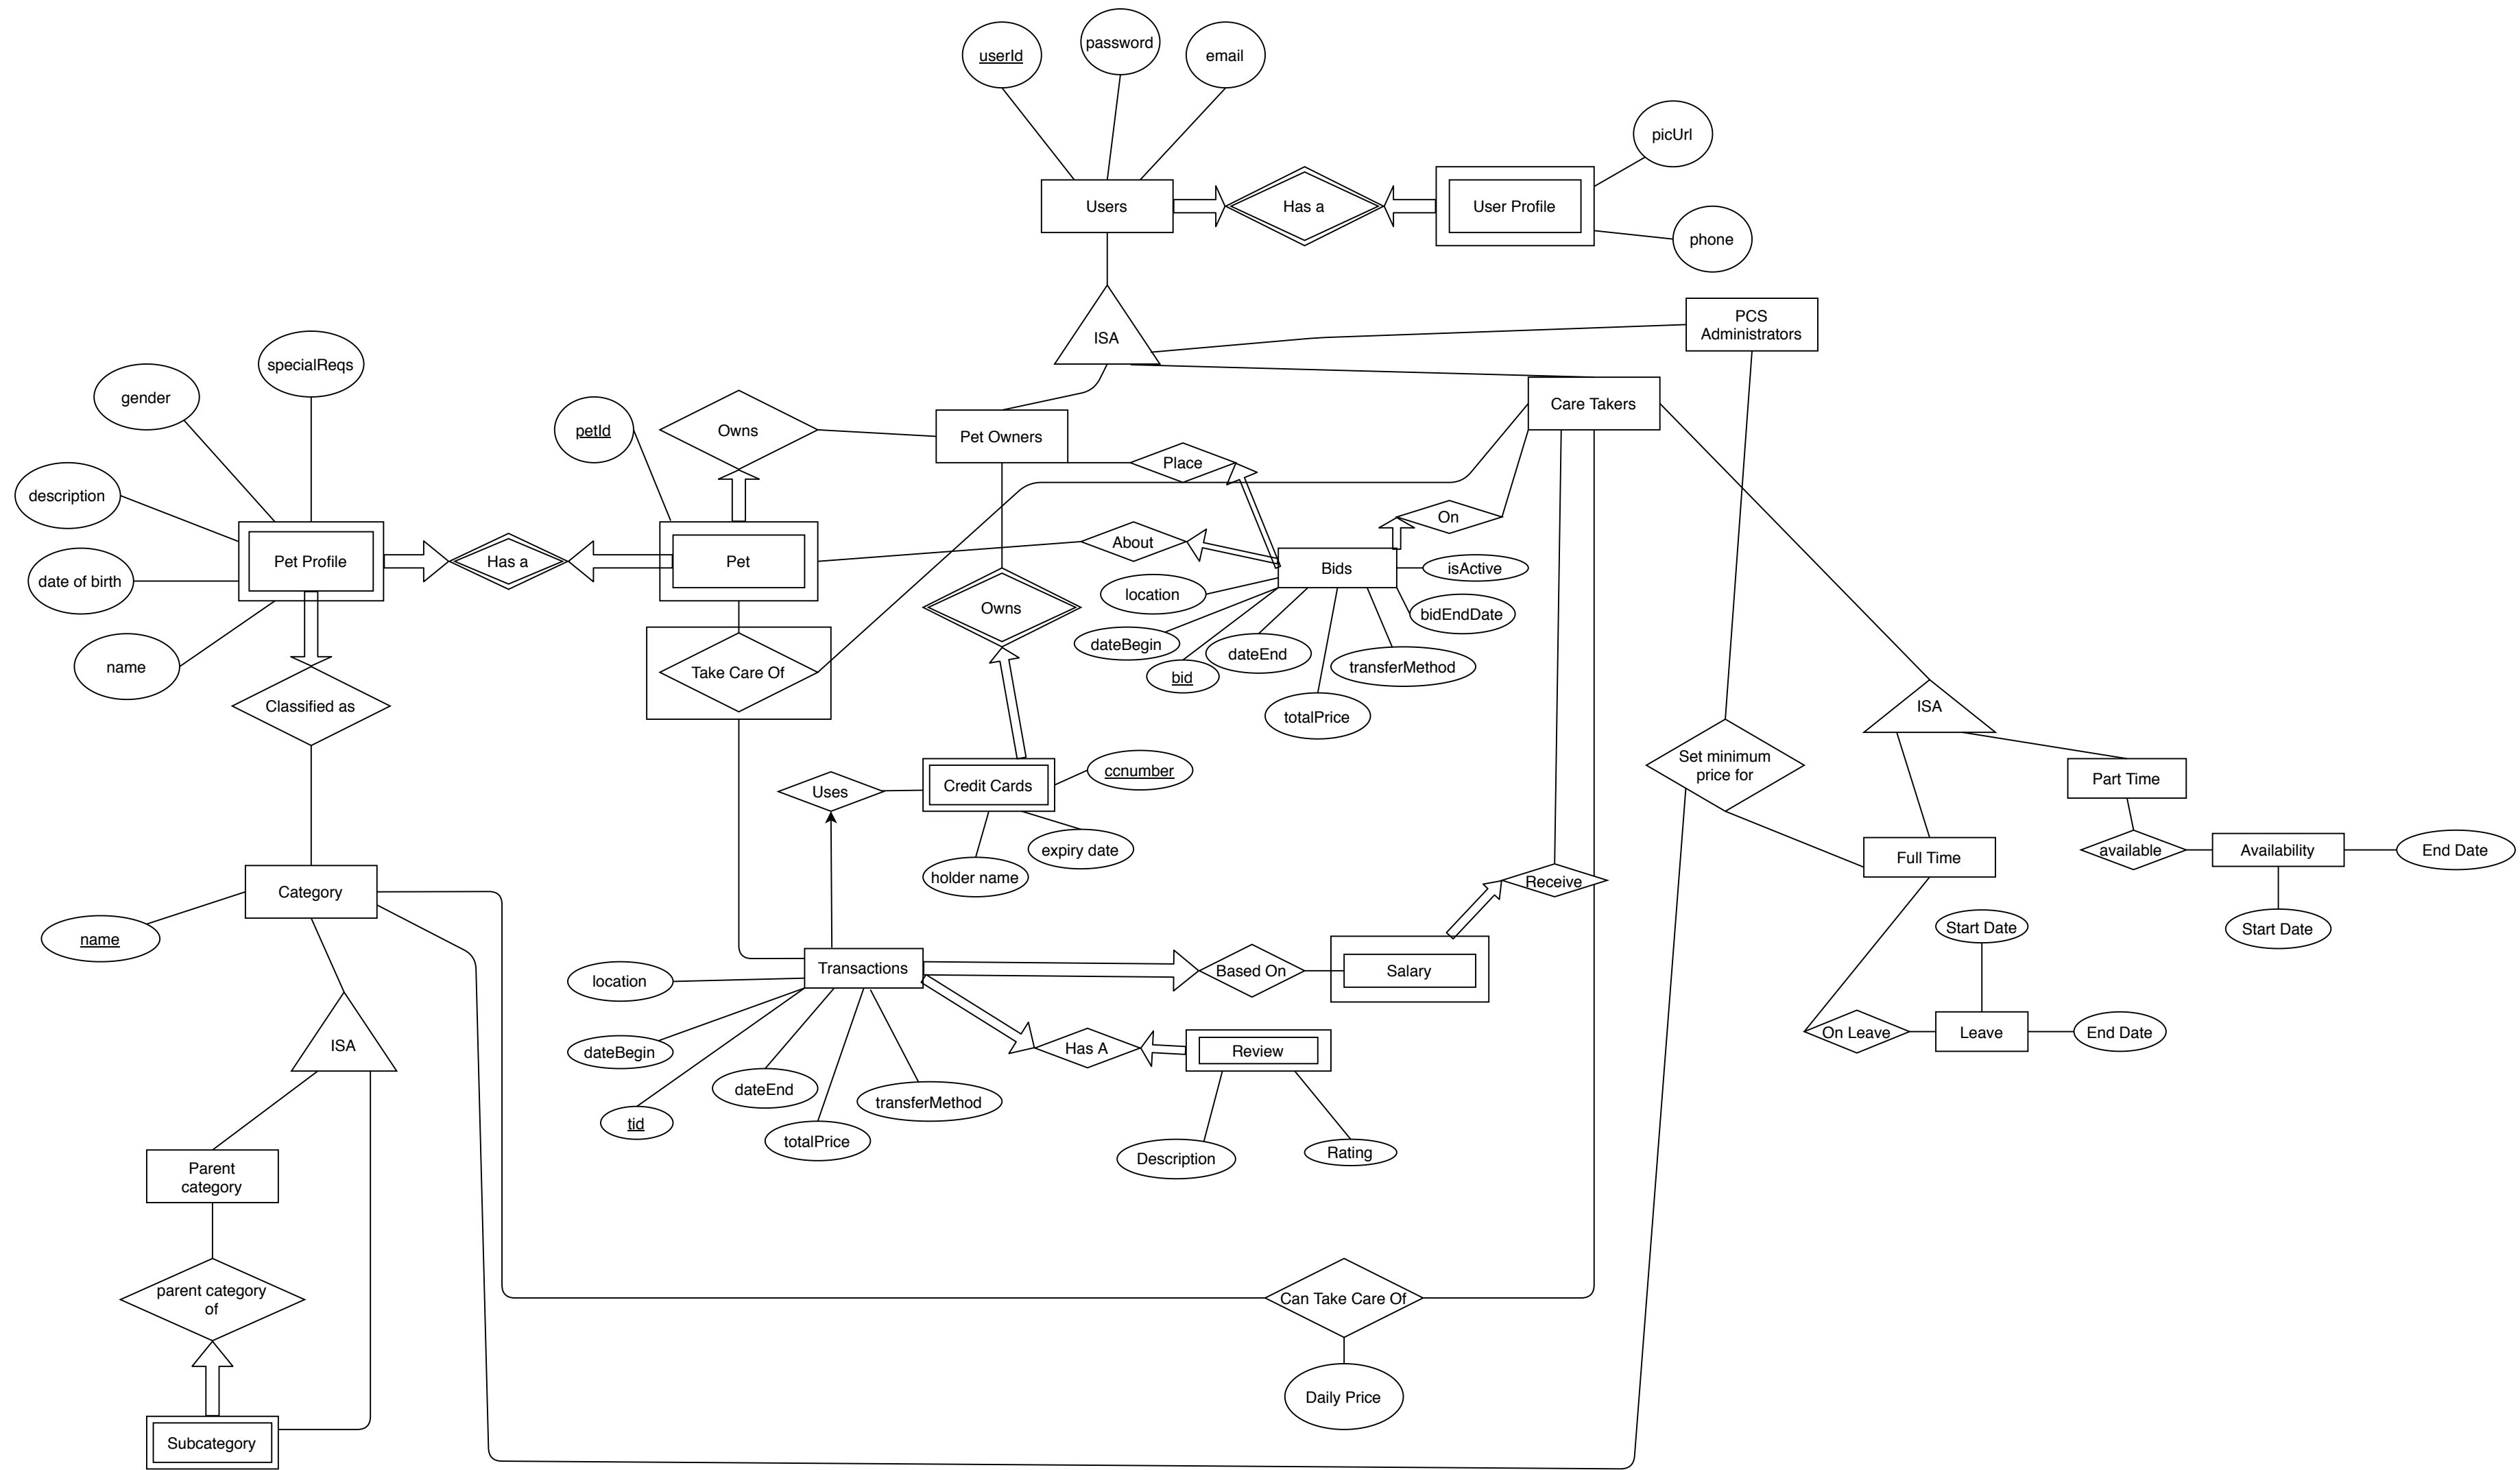 userId
password
email
picUrl
Users
Has a
User Profile
phone
PCS
Administrators
ISA
specialReqs
gender
Care Takers
petId
Owns
Pet Owners
Place
description
On
Pet Profile
Has a
Pet
About
Bids
isActive
date of birth
location
Owns
bidEndDate
dateBegin
dateEnd
name
Take Care Of
transferMethod
bid
Classified as
totalPrice
ISA
Set minimum
price for
ccnumber
Part Time
Uses
Credit Cards
expiry date
available
Availability
End Date
Full Time
holder name
Receive
Category
name
Start Date
Start Date
Transactions
Based On
Salary
location
On Leave
Leave
End Date
ISA
dateBegin
Has A
Review
dateEnd
transferMethod
tid
totalPrice
Description
Rating
Parent
category
parent category
of
Can Take Care Of
Daily Price
Subcategory